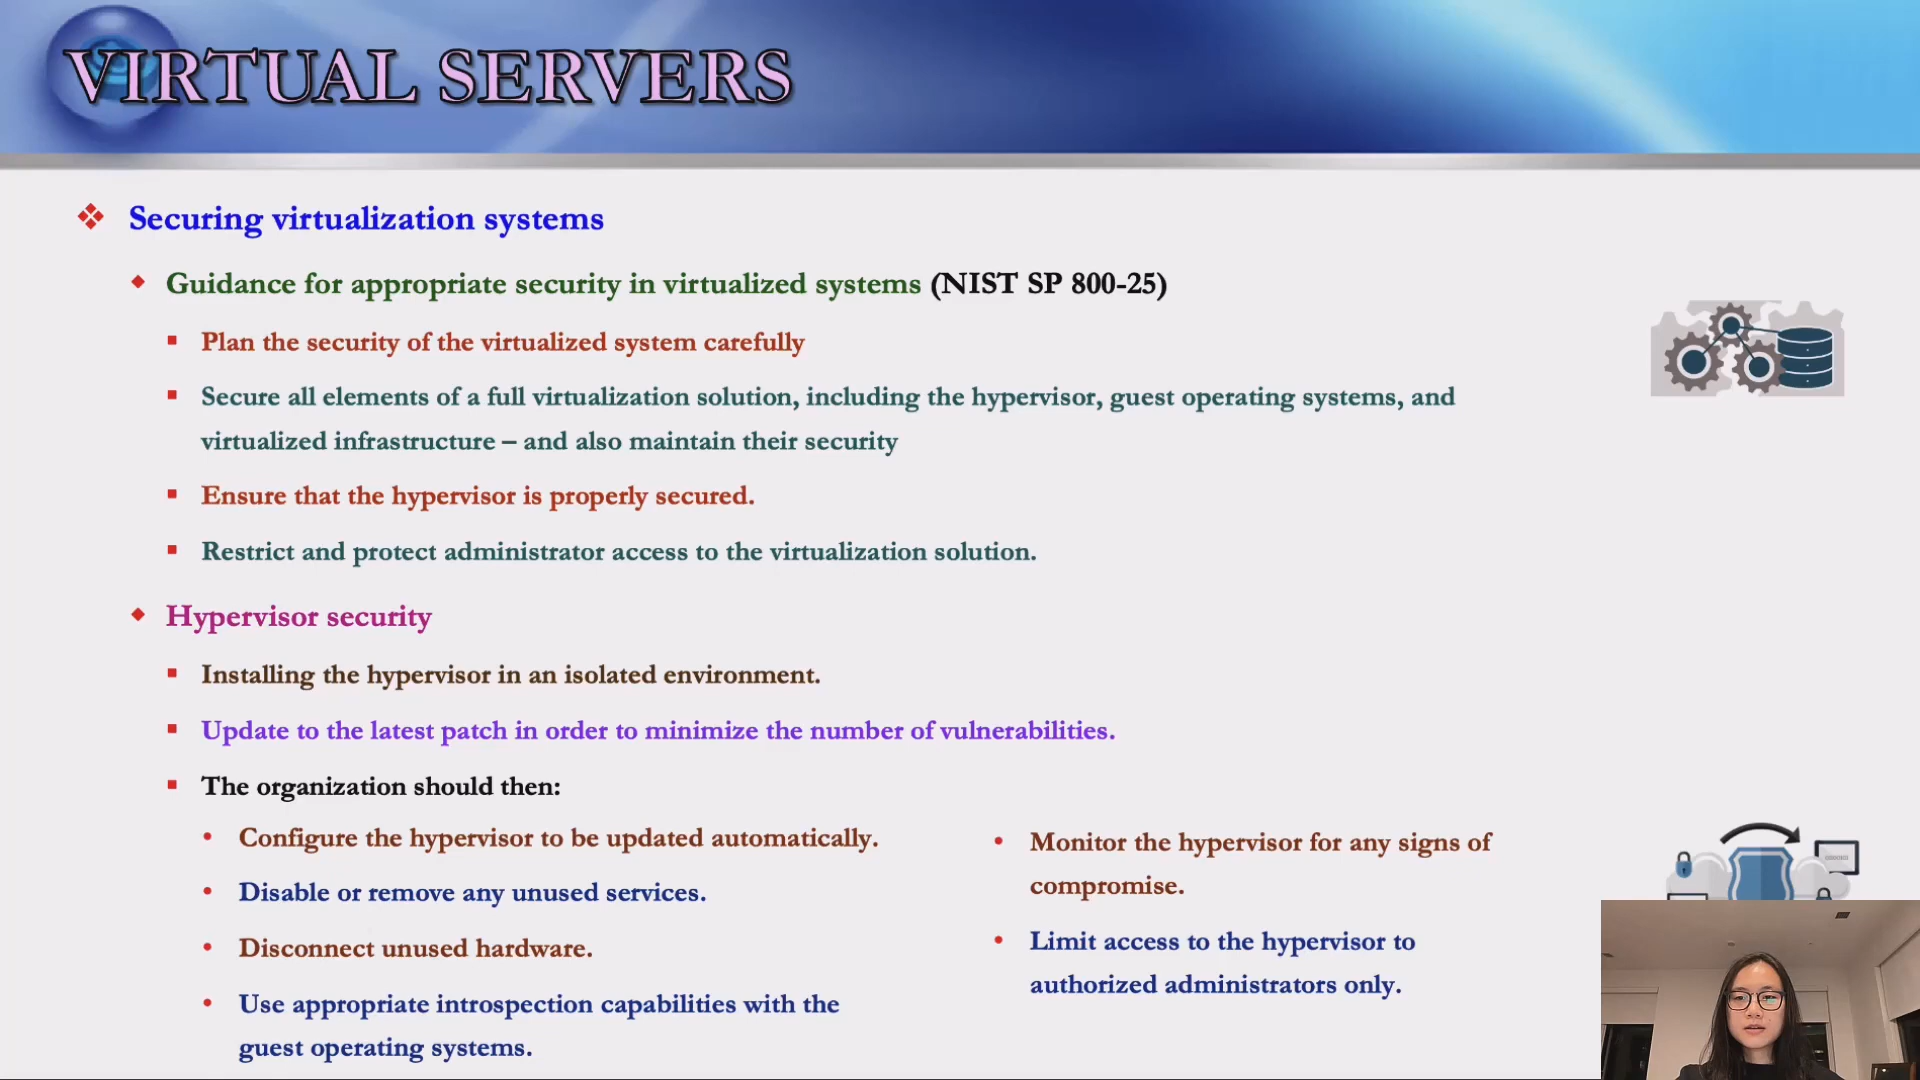 VIRTUAL SERVERS
Securing virtualization systems
Guidance for appropriate security in virtualized systems (NIST SP 800-25)
Plan the security of the virtualized system carefully
Secure all elements of a full virtualization solution, including the hypervisor, guest operating systems, and
virtualized infrastructure – and also maintain their security
Ensure that the hypervisor is properly secured.
Restrict and protect administrator access to the virtualization solution.
Hypervisor security
Installing the hypervisor in an isolated environment.
Update to the latest patch in order to minimize the number of vulnerabilities.
The organization should then:
Configure the hypervisor to be updated automatically.
Disable or remove any unused services.
Disconnect unused hardware.
Use appropriate introspection capabilities with the
guest operating systems.
Monitor the hypervisor for any signs of
compromise.
Limit access to the hypervisor to
authorized administrators only.